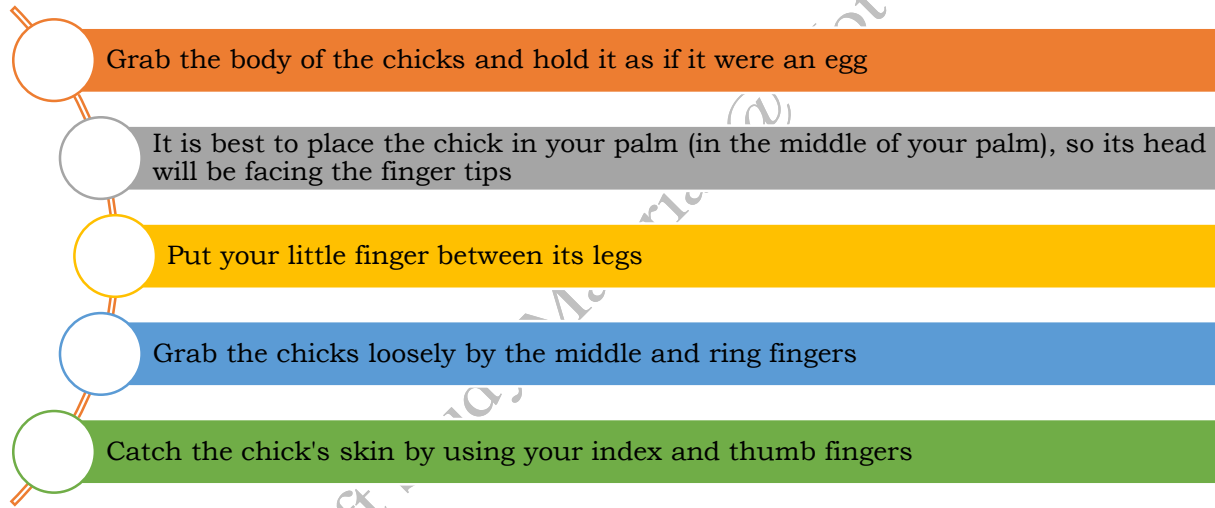 Grab the body of the chicks and hold it as if it were an egg
It is best to place the chick in your palm (in the middle of your palm), so its head
will be facing the finger tips
Put your little finger between its legs
Grab the chicks loosely by the middle and ring fingers
Catch the chick's skin by using your index and thumb fingers